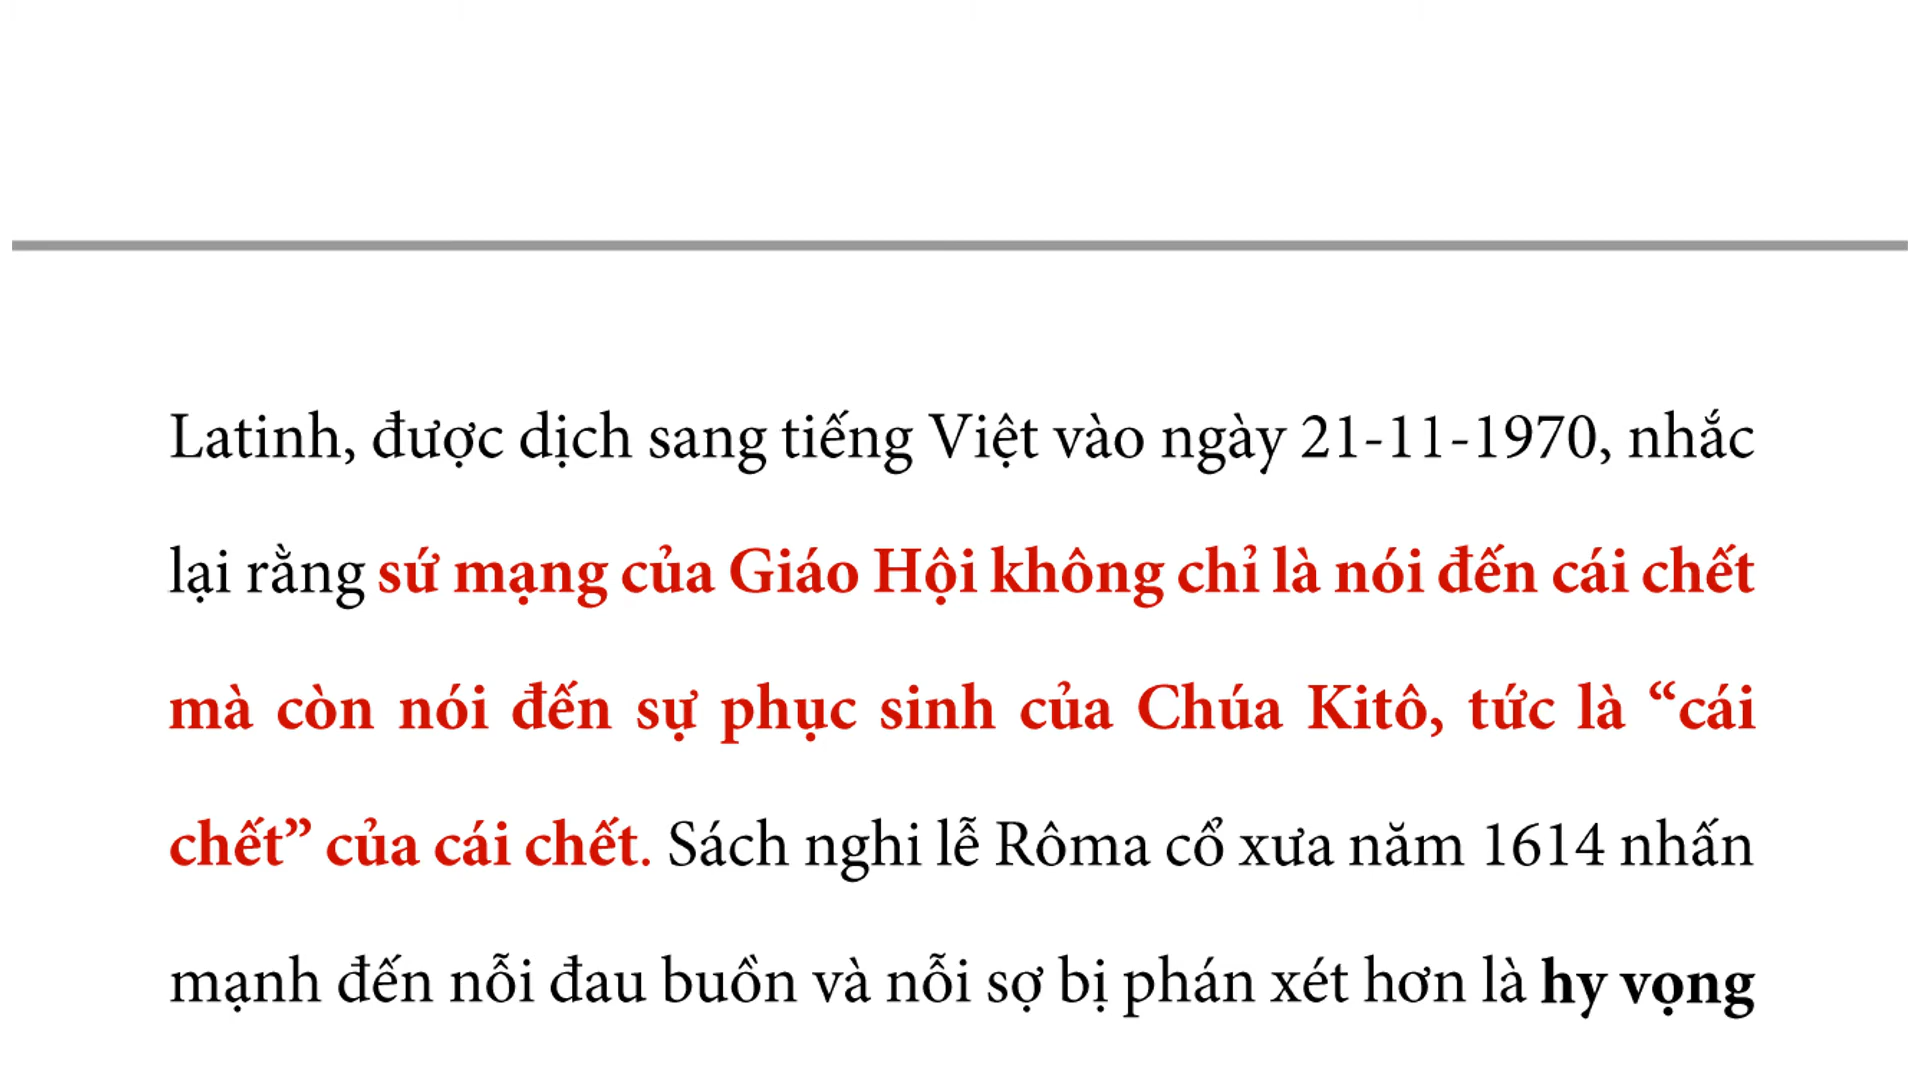 Latinh, được dịch sang tiếng Việt vào ngày 21-11-1970, nhắc
lại rằng sứ mạng của Giáo Hội không chỉ là nói đến cái chết
mà còn nói đến sự phục sinh của Chúa Kitô, tức là “cái
chết” của cái chết. Sách nghi lễ Rôma cổ xưa năm 1614 nhấn
mạnh đến nỗi đau buồn và nỗi sợ bị phán xét hơn là hy vọng